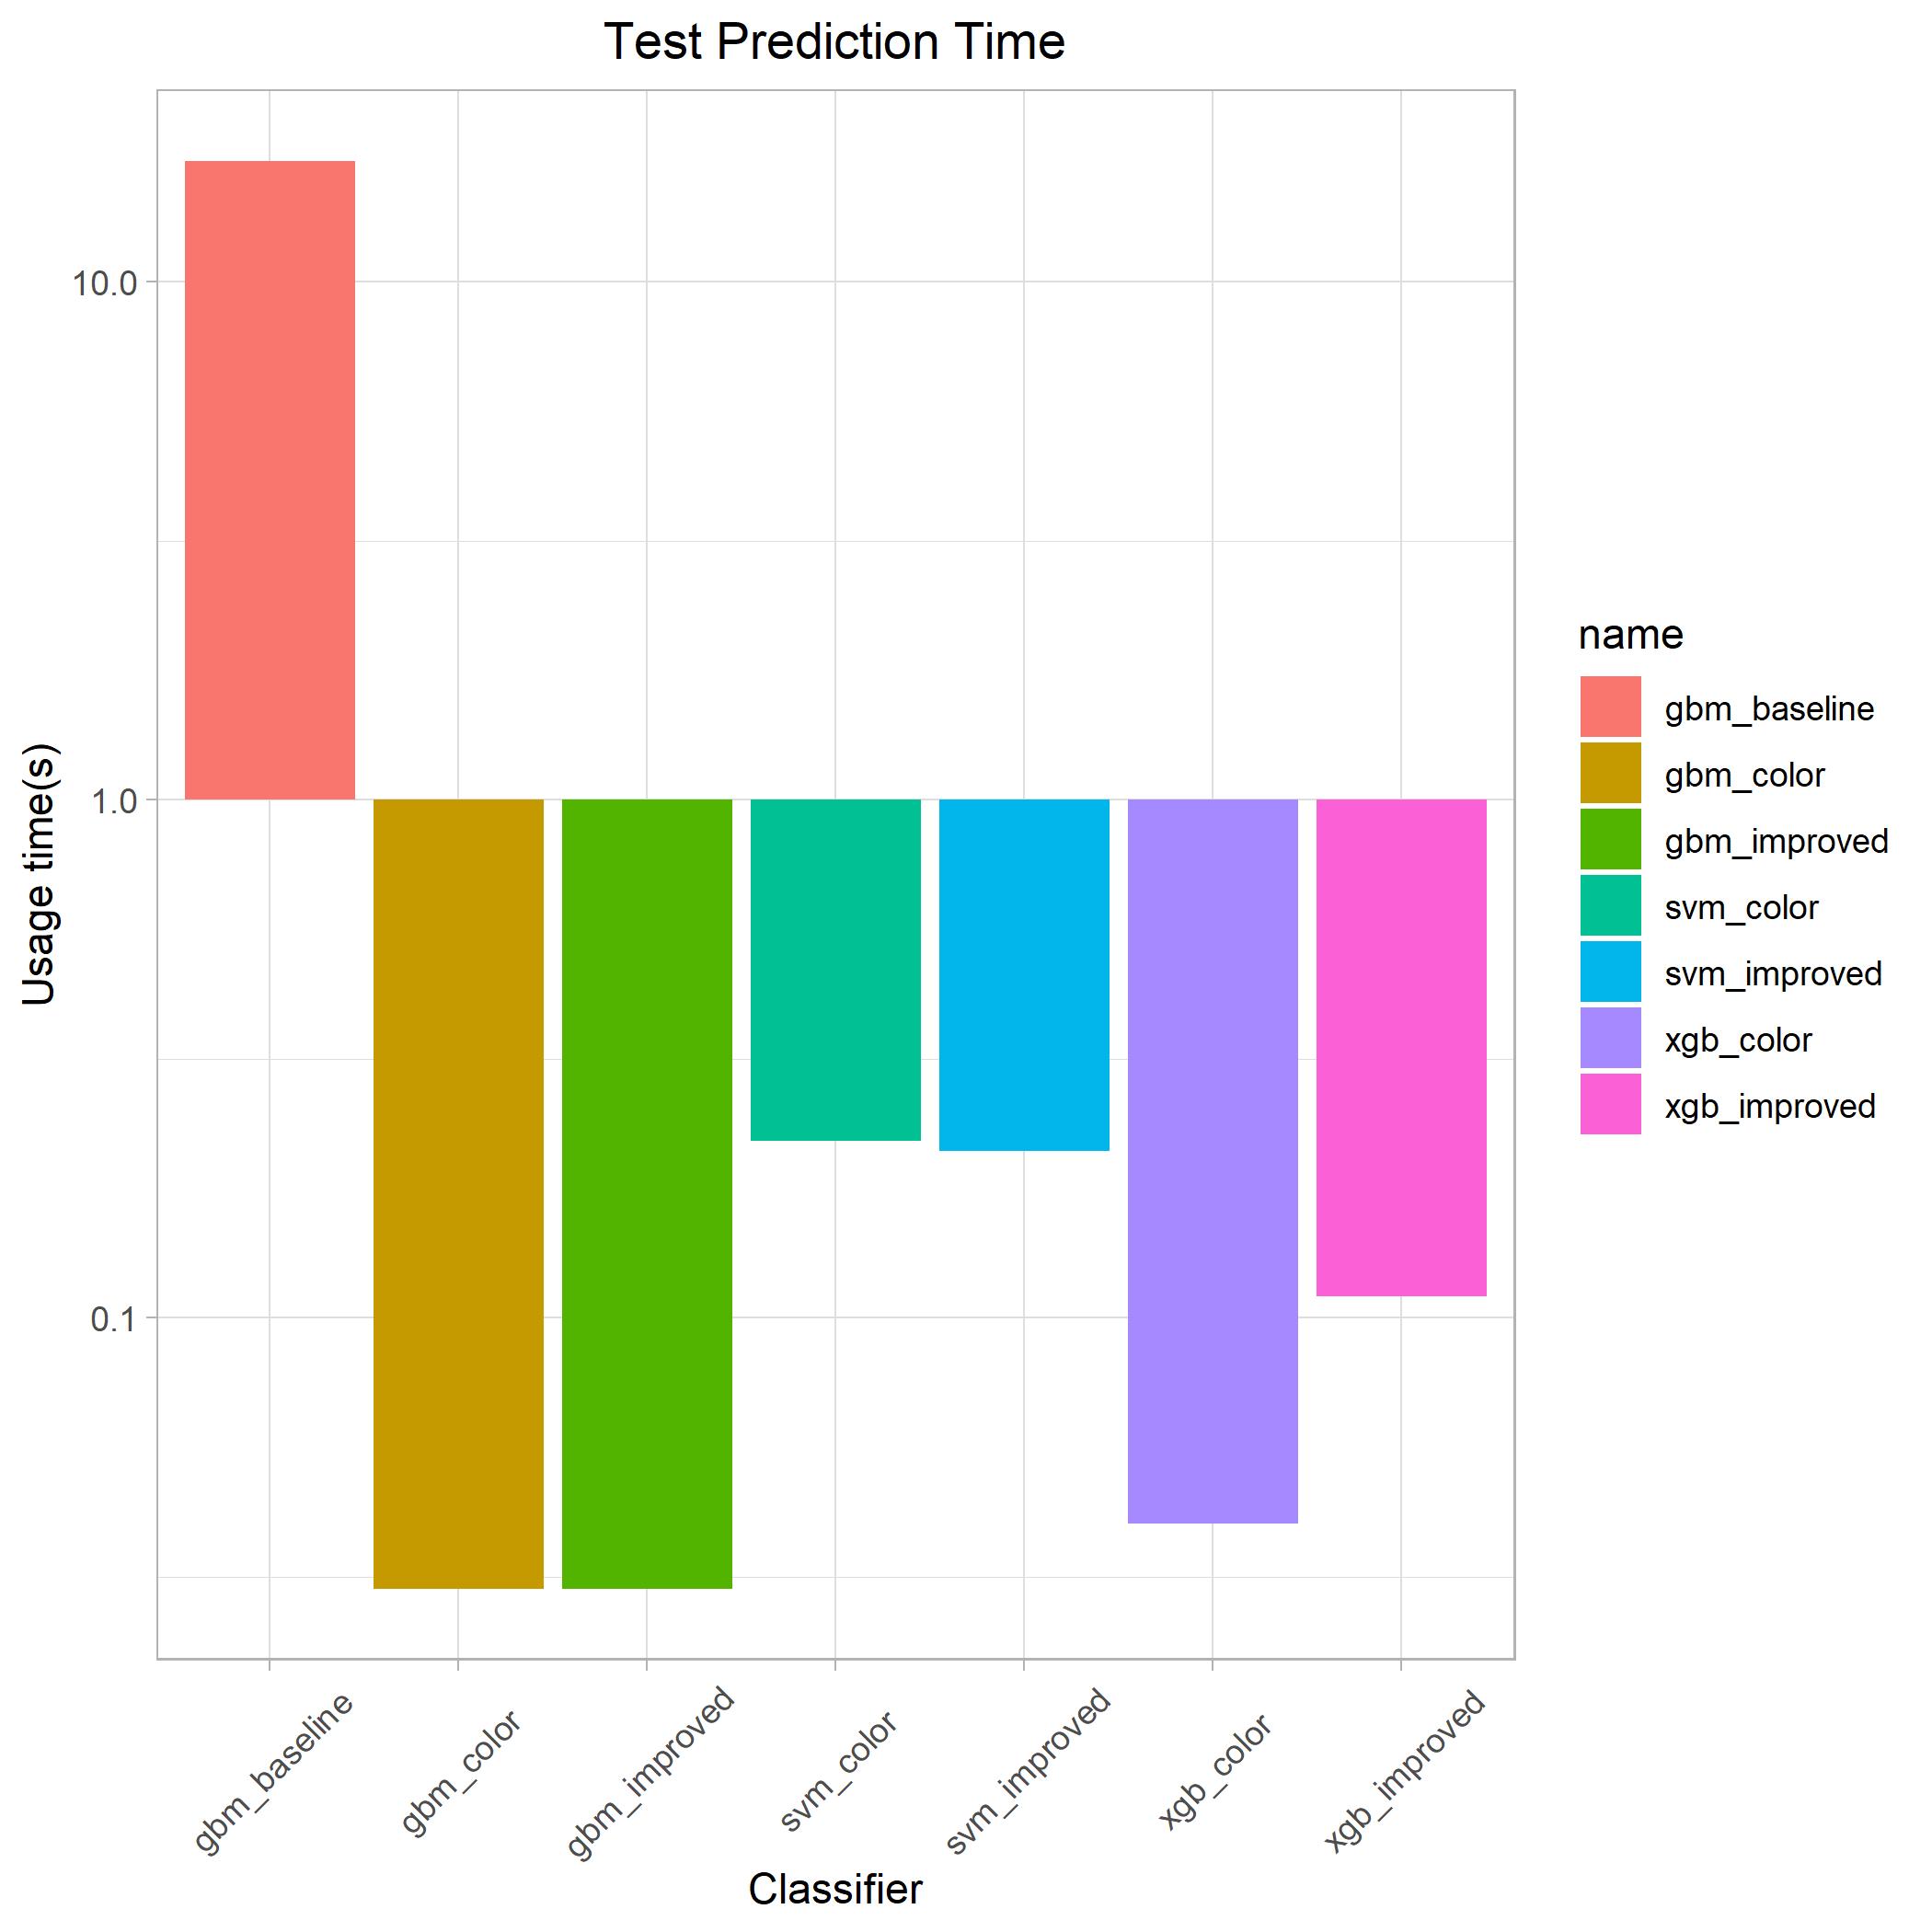 Test Prediction Time
Usage time(s)
10.0
1.0
0.1
gbm_baseline
gbm_color
gbm_improved
svm_color
svm_improved
xgb_color
xgb_improved
Classifier
name
gbm_baseline
gbm_color
gbm_improved
svm_color
svm_improved
xgb_color
xgb_improved